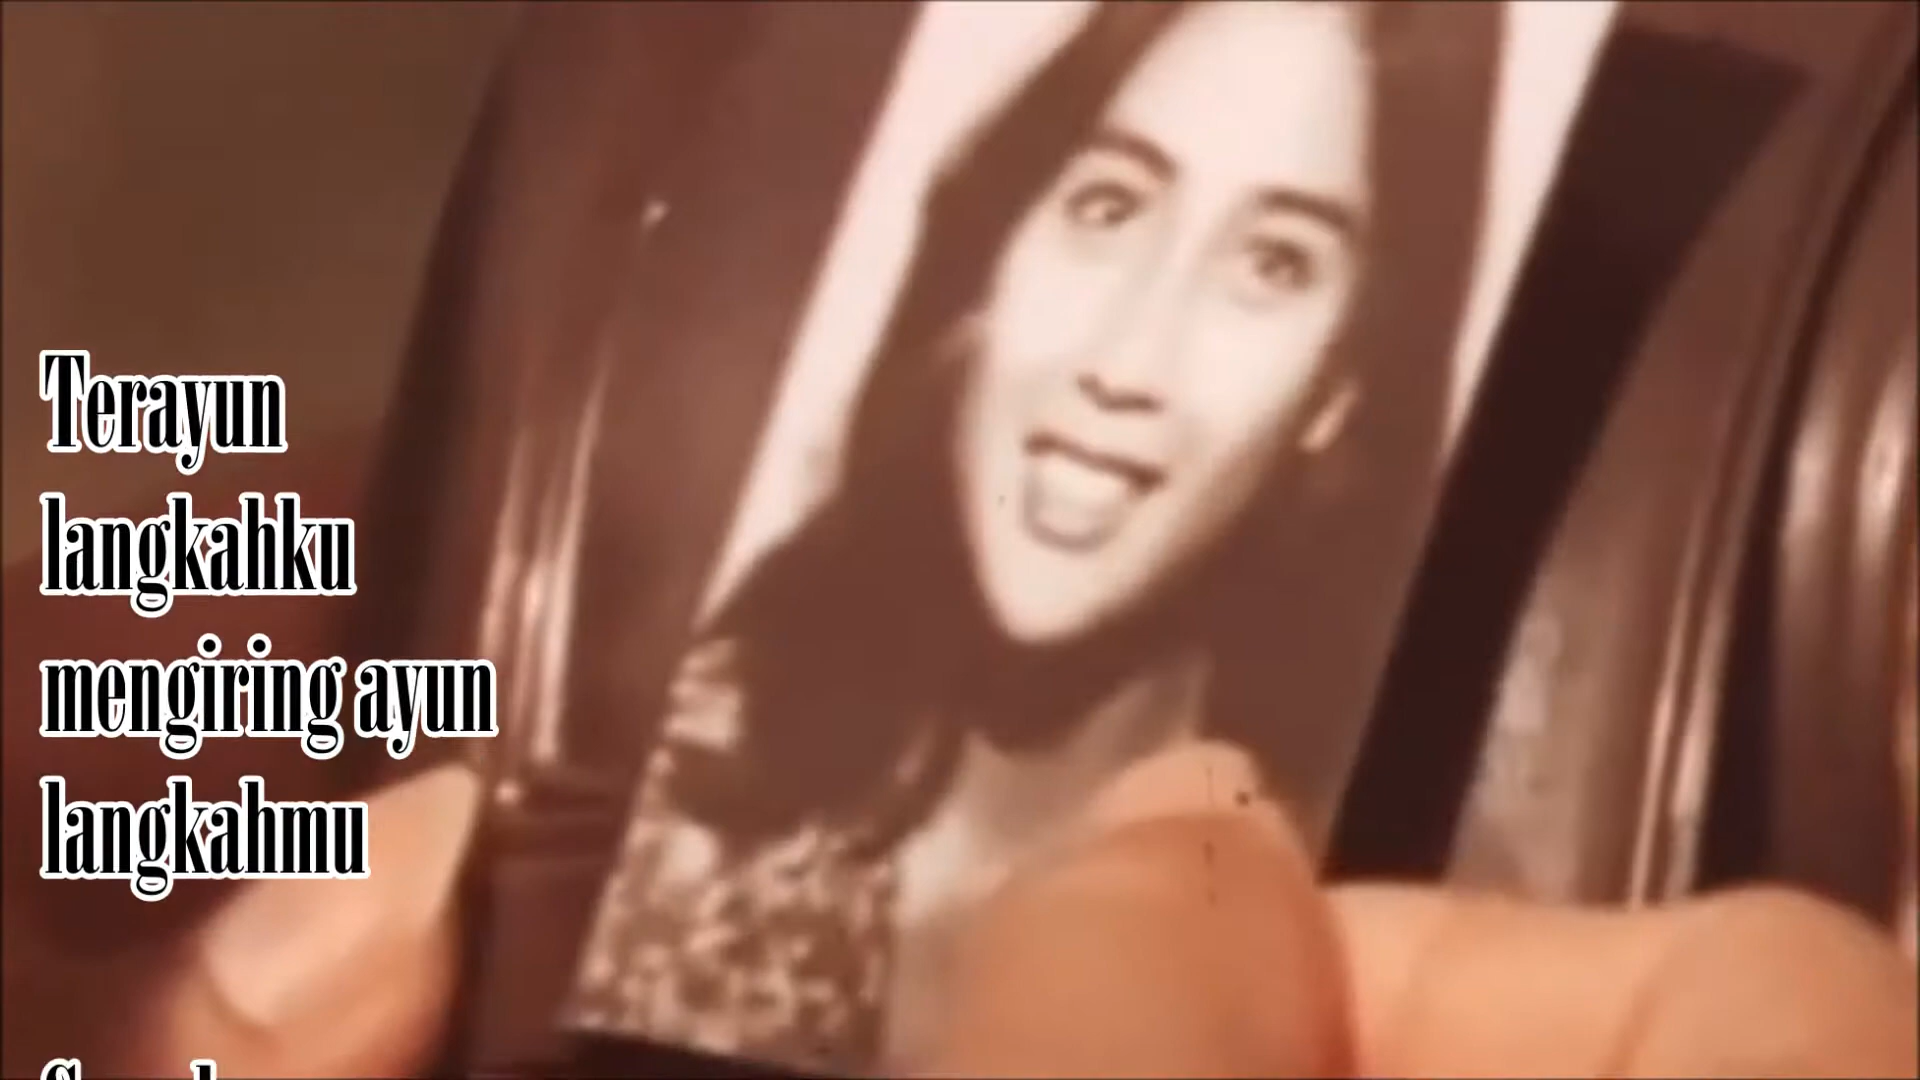 Terayun
langkahku
mengiring ayun
langkahmu